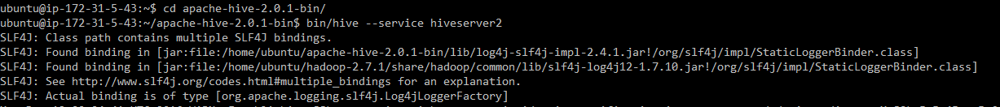 ubuntu@ip-172-31-5-43:~$ cd apache-hive-2.0.1-bin/
ubuntu@ip-172-31-5-43:~/apache-hive-2.0.1-bin$ bin/hive --service hiveserver2
SLF4J: Class path contains multiple SLF4J bindings.
SLF4J: Found binding in [jar:file:/home/ubuntu/apache-hive-2.0.1-bin/lib/log4j-slf4j-impl-2.4.1.jar!/org/slf4j/impl/StaticLoggerBinder.class]
SLF4J: Found binding in [jar:file:/home/ubuntu/hadoop-2.7.1/share/hadoop/common/lib/slf4j-log4j12-1.7.10.jar!/org/slf4j/impl/StaticLoggerBinder.class]
SLF4J: See http://www.slf4j.org/codes.html#multiple_bindings for an explanation.
SLF4J: Actual binding is of type [org.apache.logging.slf4j.Log4jLoggerFactory]